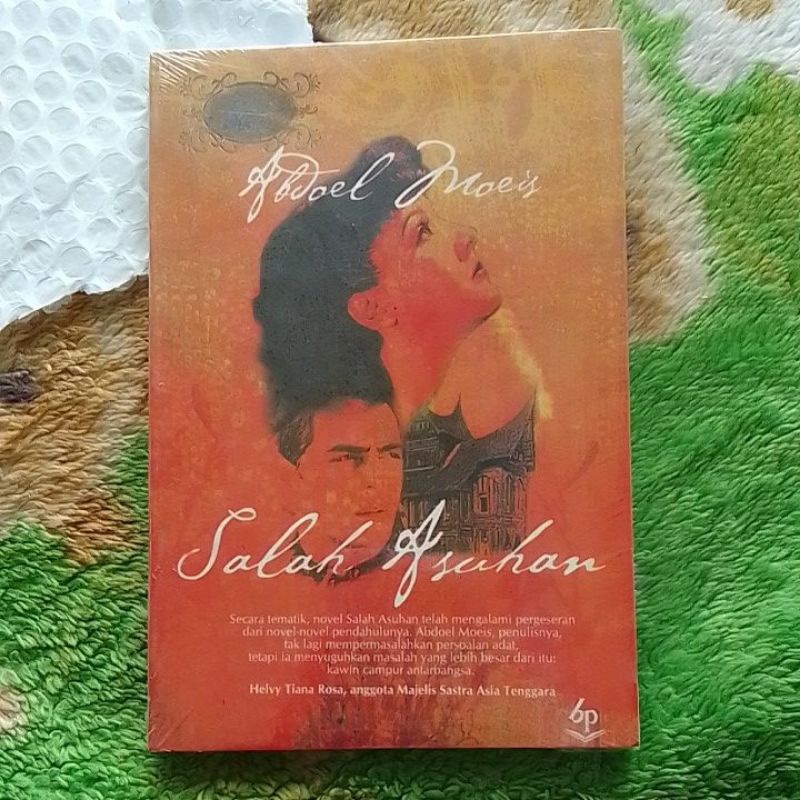 Abdoel Moeis
Salah Asuhan
Secara tematik, novel Salah Asuhan telah mengalami pergeseran
dari novel-novel pendahulunya. Abdoel Moeis, penulisnya,
tak lagi mempermasalahkan persoalan adat,
tetapi ia menyuguhkan masalah yang lebih besar dari itu:
kawin campur antarbangsa.
Helvy Tiana Rosa, anggota Majelis Sastra Asia Tenggara
bp